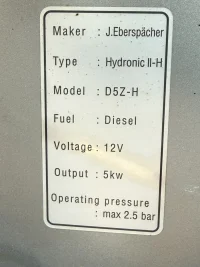 Maker : J.Eberspächer
Type : Hydronic II-H
Model : D5Z-H
Fuel : Diesel
Voltage : 12V
Output : 5kw
Operating pressure
: max 2.5 bar